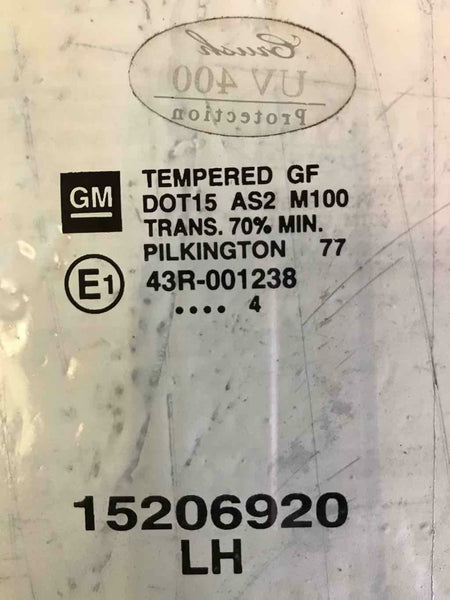 Crush
UV 400
Protection
GM
TEMPERED GF
DOT15 AS2 M100
TRANS. 70% MIN.
PILKINGTON 77
E1
43R-001238
.... 4
15206920
LH